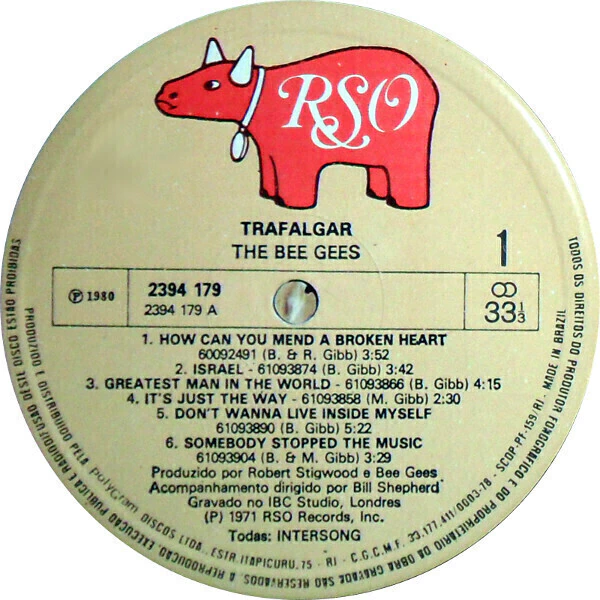 RSO
TRAFALGAR
THE BEE GEES
1
Ⓟ 1980
2394 179
2394 179 A
33⅓
1. HOW CAN YOU MEND A BROKEN HEART
60092491 (B. & R. Gibb) 3:52
2. ISRAEL - 61093874 (B. Gibb) 3:42
3. GREATEST MAN IN THE WORLD - 61093866 (B. Gibb) 4:15
4. IT'S JUST THE WAY - 61093858 (M. Gibb) 2:30
5. DON'T WANNA LIVE INSIDE MYSELF
61093890 (B. Gibb) 5:22
6. SOMEBODY STOPPED THE MUSIC
61093904 (B. & M. Gibb) 3:29
Produzido por Robert Stigwood e Bee Gees
Acompanhamento dirigido por Bill Shepherd
Gravado no IBC Studio, Londres
(P) 1971 RSO Records, Inc.
Todas: INTERSONG
TODOS OS DIREITOS DO PRODUTOR FONOGRÁFICO E DO PROPRIETÁRIO DA OBRA GRAVADA SÃO RESERVADOS. A REPRODUÇÃO, EXECUÇÃO PÚBLICA E RADIODIFUSÃO DESTE DISCO ESTÃO PROIBIDAS
PRODUZIDO E DISTRIBUIDO PELA polyGram DISCOS LTDA., ESTR. ITAPICURU, 75 - RJ - C.G.C.M.F. 33.177.411/0003-78 - SCDP-PF-159/RJ. MADE IN BRAZIL